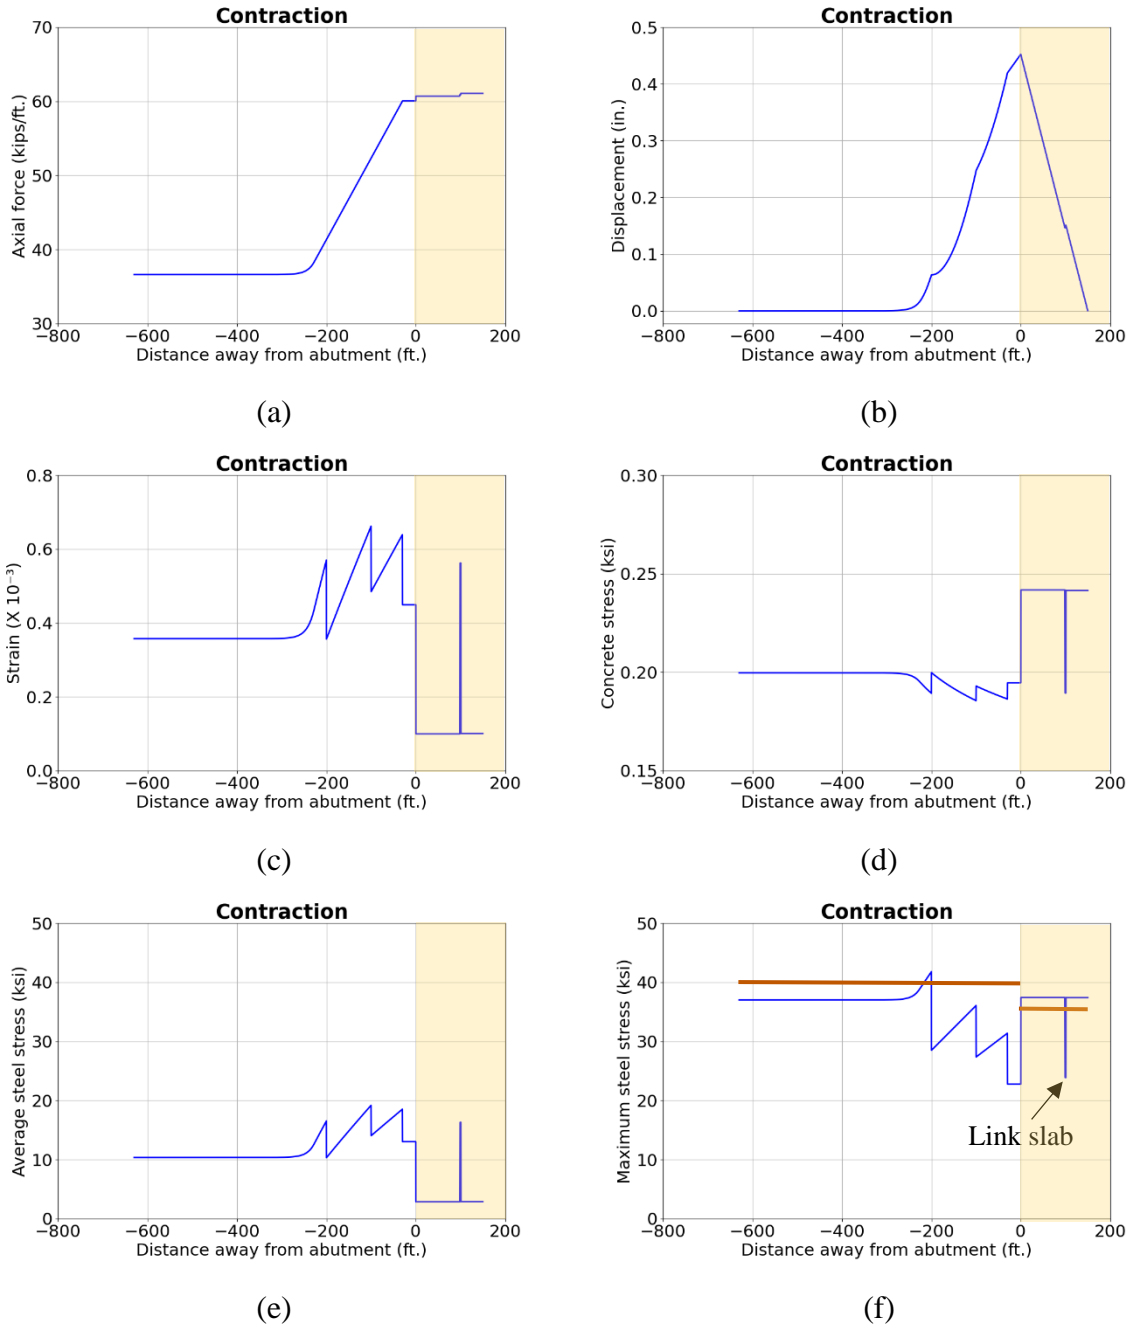 Contraction
Axial force (kips/ft.)
70
60
50
40
30
−800 −600 −400 −200 0 200
Distance away from abutment (ft.)
(a)
Contraction
Displacement (in.)
0.5
0.4
0.3
0.2
0.1
0.0
−800 −600 −400 −200 0 200
Distance away from abutment (ft.)
(b)
Contraction
Strain (X 10⁻³)
0.8
0.6
0.4
0.2
0.0
−800 −600 −400 −200 0 200
Distance away from abutment (ft.)
(c)
Contraction
Concrete stress (ksi)
0.30
0.25
0.20
0.15
−800 −600 −400 −200 0 200
Distance away from abutment (ft.)
(d)
Contraction
Average steel stress (ksi)
50
40
30
20
10
0
−800 −600 −400 −200 0 200
Distance away from abutment (ft.)
(e)
Contraction
Maximum steel stress (ksi)
50
40
30
20
10
0
Link slab
−800 −600 −400 −200 0 200
Distance away from abutment (ft.)
(f)